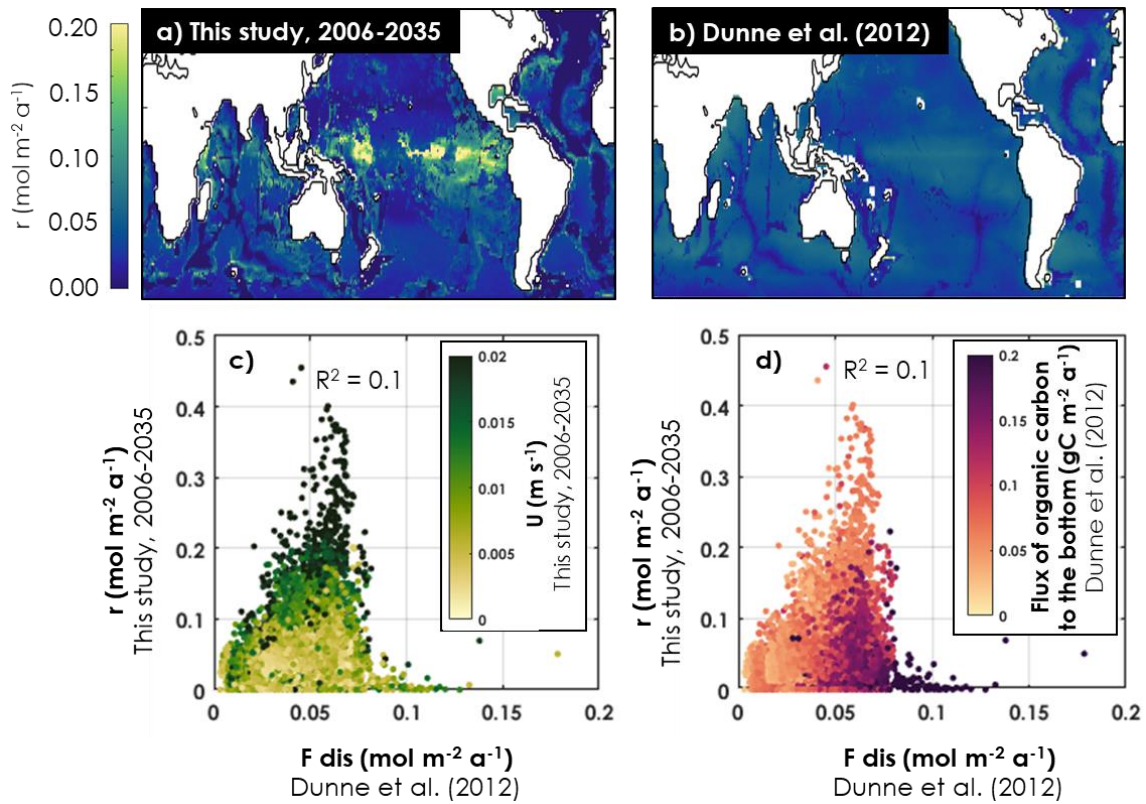 0.20
0.15
0.10
0.05
0.00
r (mol m⁻² a⁻¹)
a) This study, 2006-2035
b) Dunne et al. (2012)
c)
R² = 0.1
0.5
0.4
0.3
0.2
0.1
0
r (mol m⁻² a⁻¹)
This study, 2006-2035
0.02
0.015
0.01
0.005
0
U (m s⁻¹)
This study, 2006-2035
0
0.05
0.1
0.15
0.2
F dis (mol m⁻² a⁻¹)
Dunne et al. (2012)
d)
R² = 0.1
0.5
0.4
0.3
0.2
0.1
0
r (mol m⁻² a⁻¹)
This study, 2006-2035
0.2
0.15
0.1
0.05
0
Flux of organic carbon
to the bottom (gC m⁻² a⁻¹)
Dunne et al. (2012)
0
0.05
0.1
0.15
0.2
F dis (mol m⁻² a⁻¹)
Dunne et al. (2012)